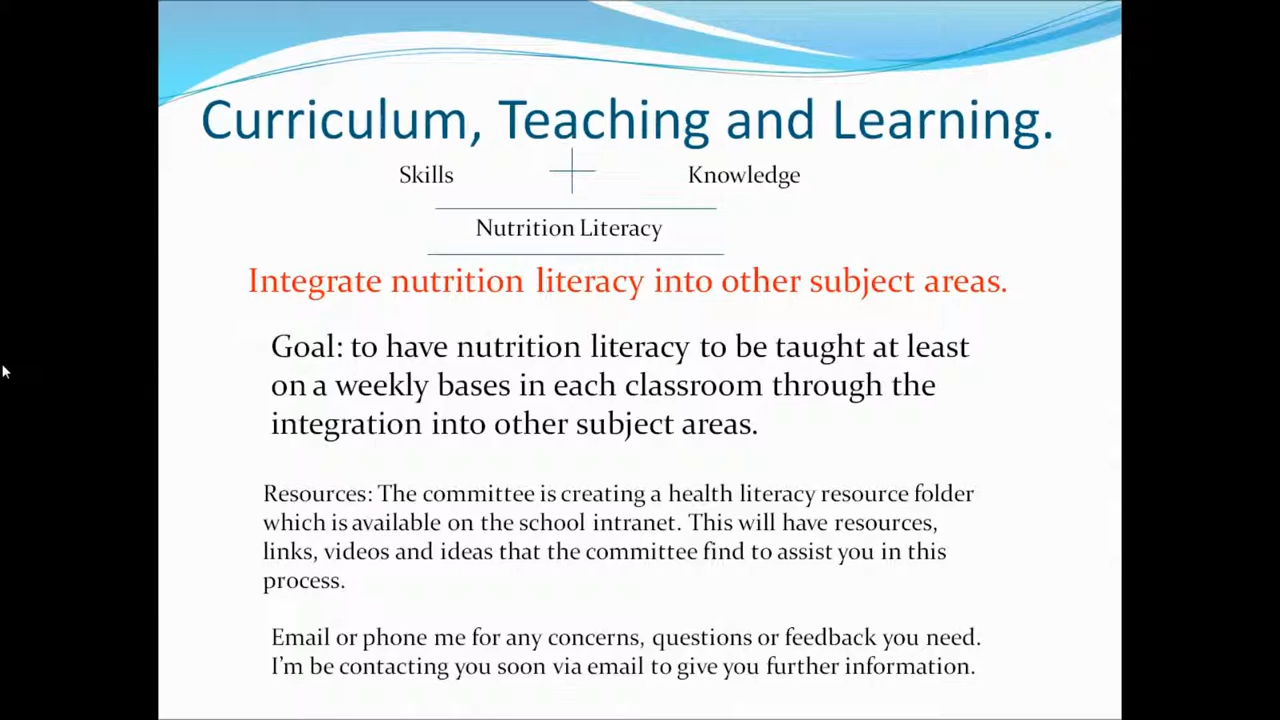 Curriculum, Teaching and Learning.
Skills + Knowledge
Nutrition Literacy
Integrate nutrition literacy into other subject areas.
Goal: to have nutrition literacy to be taught at least
on a weekly bases in each classroom through the
integration into other subject areas.
Resources: The committee is creating a health literacy resource folder
which is available on the school intranet. This will have resources,
links, videos and ideas that the committee find to assist you in this
process.
Email or phone me for any concerns, questions or feedback you need.
I'm be contacting you soon via email to give you further information.